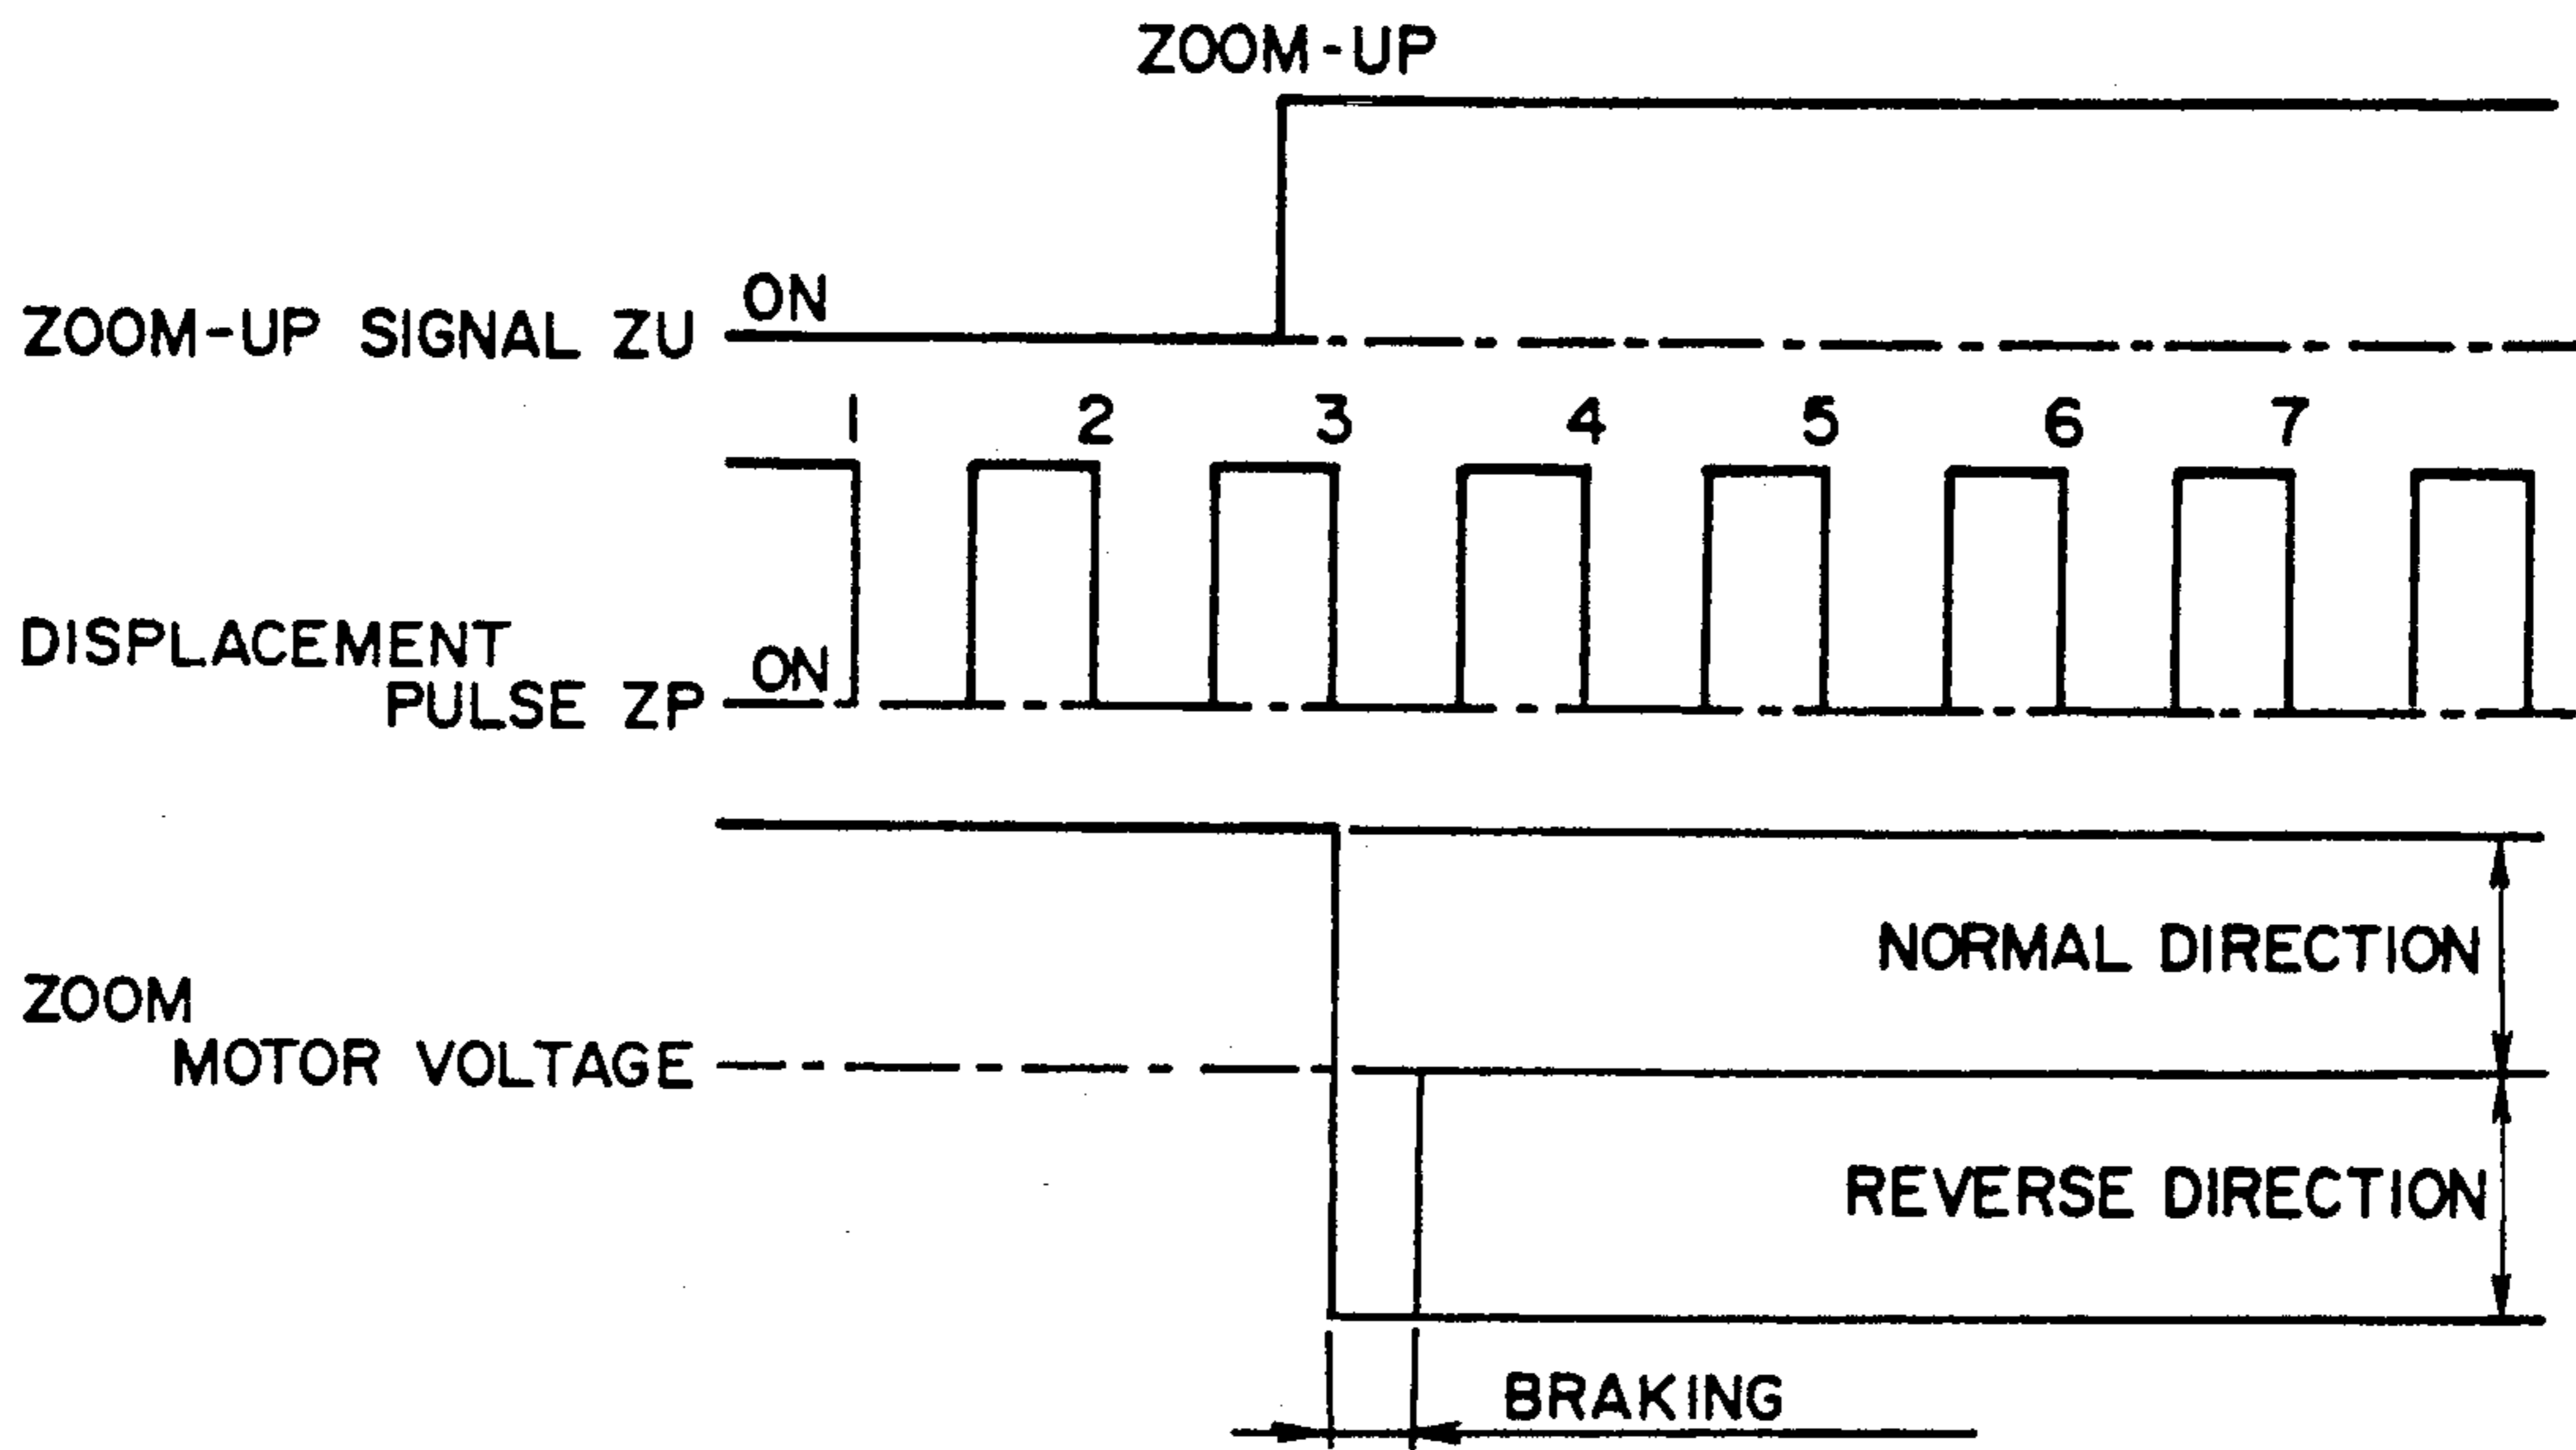 ZOOM-UP
ON
ZOOM-UP SIGNAL ZU
1 2 3 4 5 6 7
DISPLACEMENT
PULSE ZP
ON
NORMAL DIRECTION
ZOOM
MOTOR VOLTAGE
REVERSE DIRECTION
BRAKING